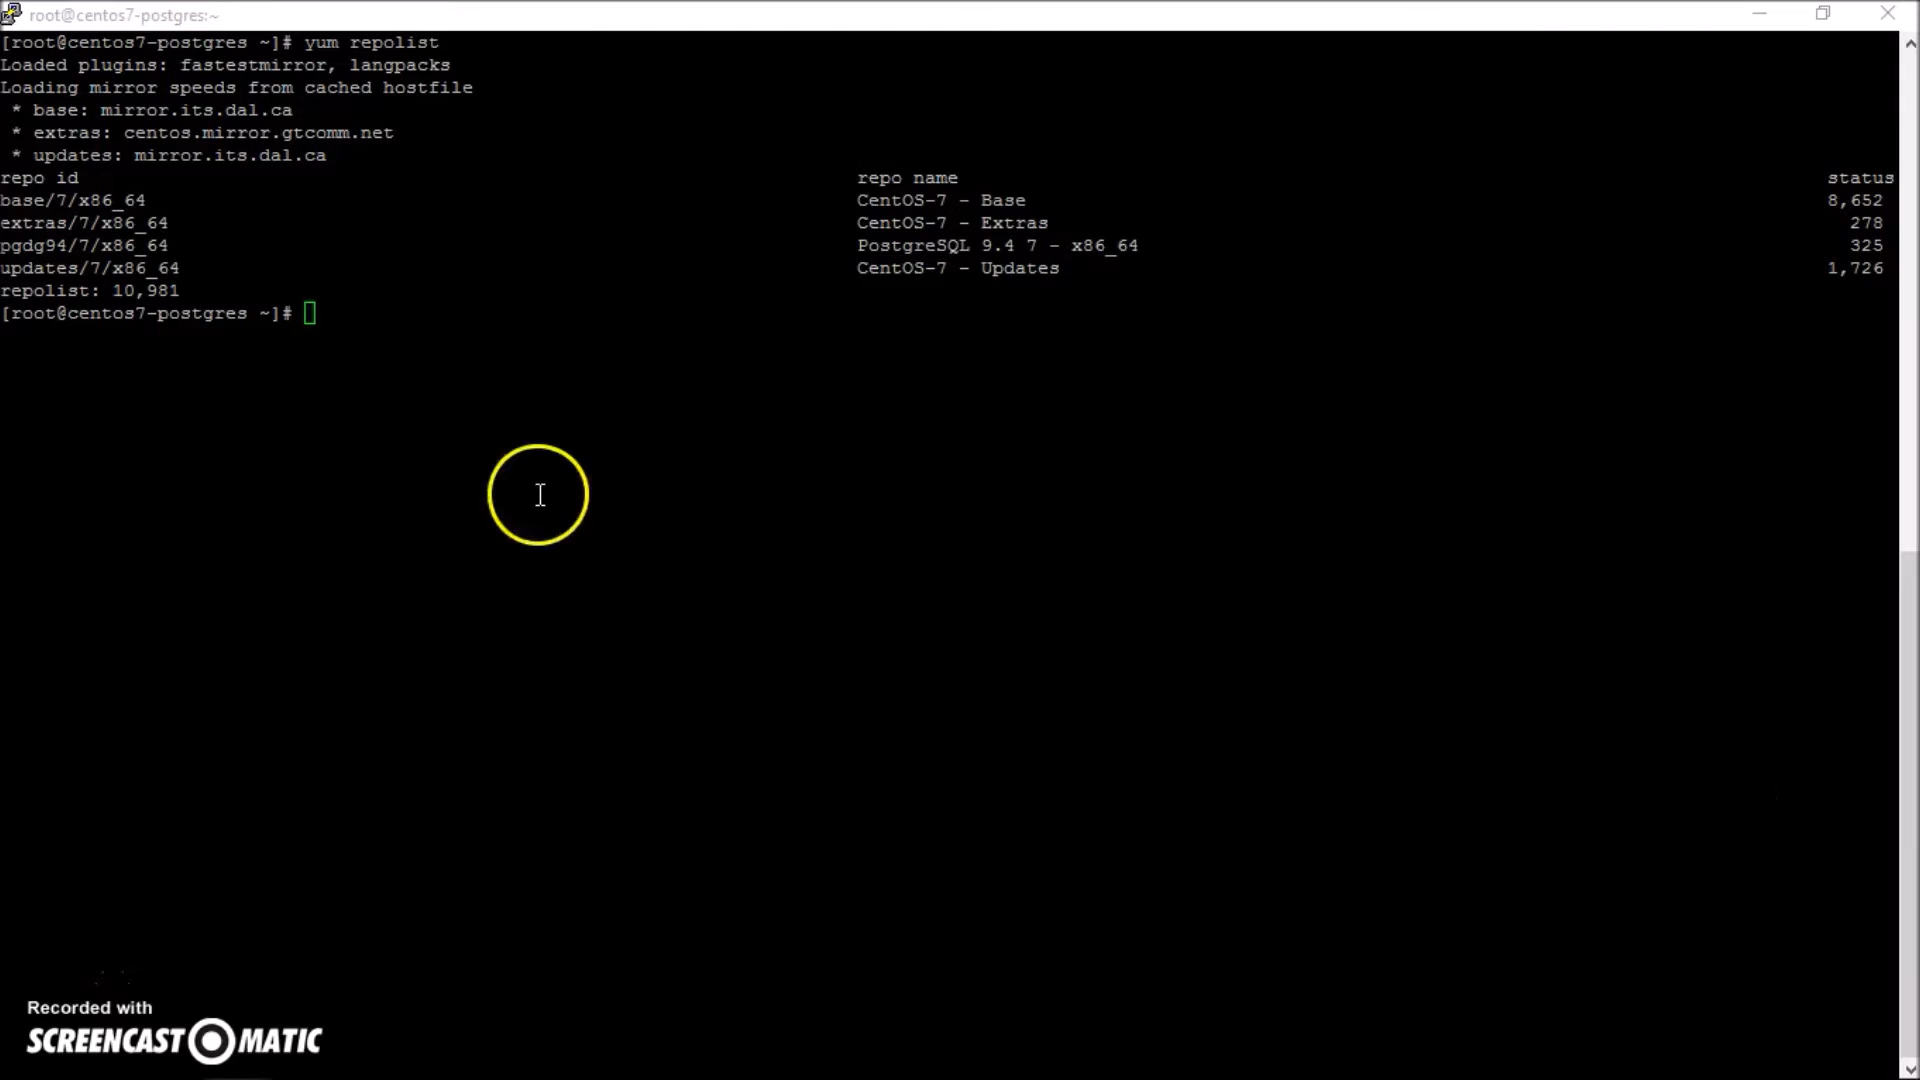 root@centos7-postgres:~
[root@centos7-postgres ~]# yum repolist
Loaded plugins: fastestmirror, langpacks
Loading mirror speeds from cached hostfile
* base: mirror.its.dal.ca
* extras: centos.mirror.gtcomm.net
* updates: mirror.its.dal.ca
repo id repo name status
base/7/x86_64 CentOS-7 - Base 8,652
extras/7/x86_64 CentOS-7 - Extras 278
pgdg94/7/x86_64 PostgreSQL 9.4 7 - x86_64 325
updates/7/x86_64 CentOS-7 - Updates 1,726
repolist: 10,981
[root@centos7-postgres ~]#
Recorded with
SCREENCAST MATIC